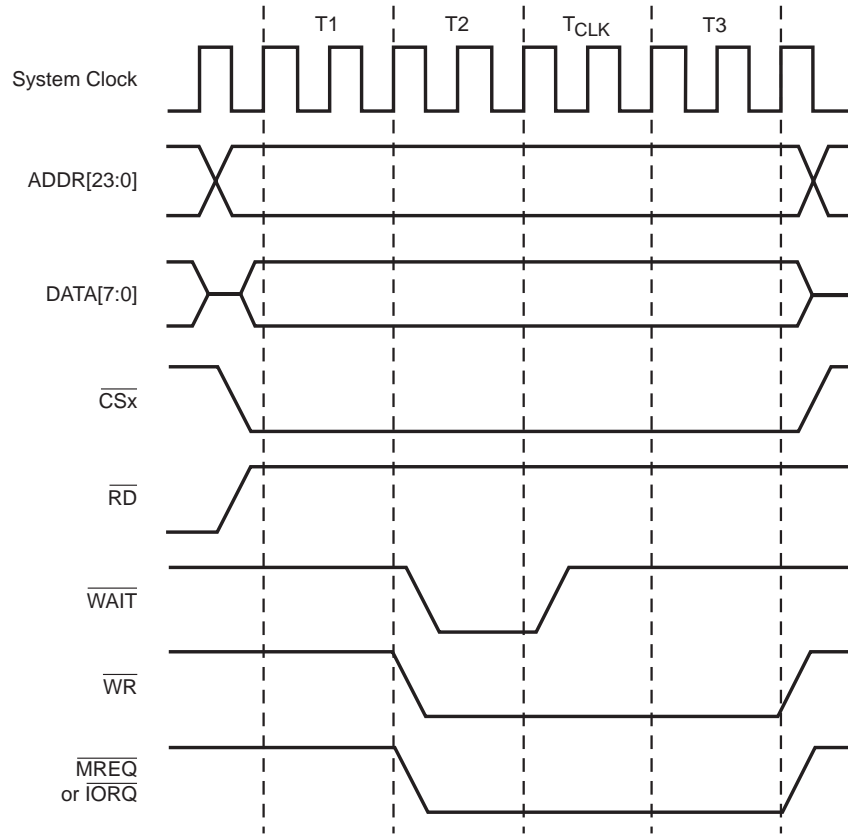 T1 T2 TCLK T3
System Clock
ADDR[23:0]
DATA[7:0]
CSx
RD
WAIT
WR
MREQ
or IORQ